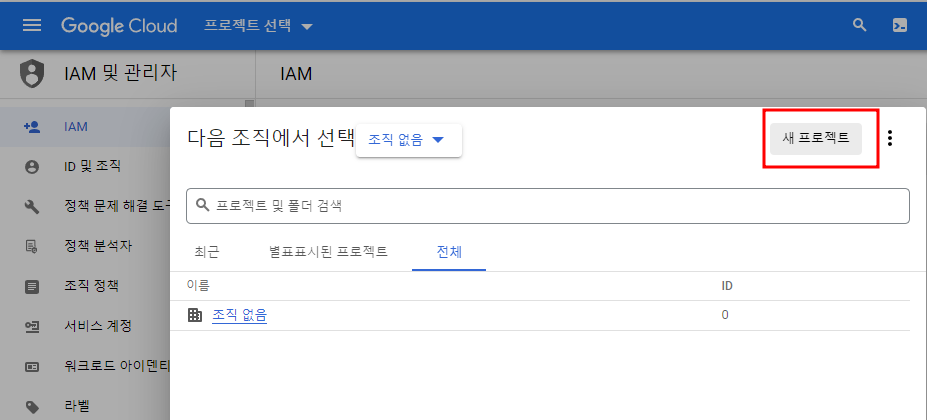 Google Cloud 프로젝트 선택
IAM 및 관리자
IAM
IAM
ID 및 조직
정책 문제 해결 도구
정책 분석자
조직 정책
서비스 계정
워크로드 아이덴티
라벨
다음 조직에서 선택 조직 없음
새 프로젝트
프로젝트 및 폴더 검색
최근 별표표시된 프로젝트 전체
이름 ID
조직 없음 0